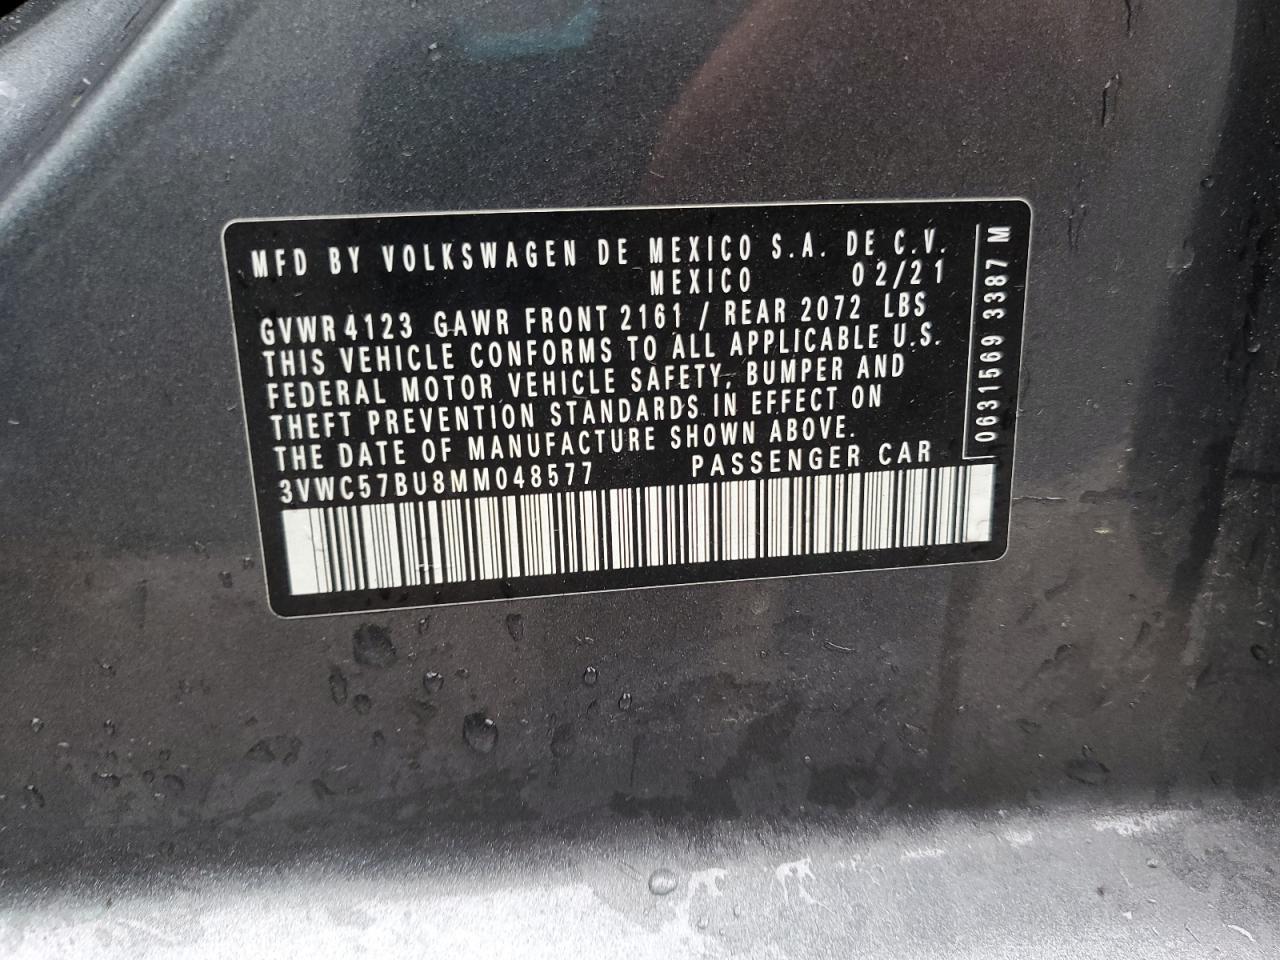 MFD BY VOLKSWAGEN DE MEXICO S.A. DE C.V.
MEXICO 02/21
GVWR 4123 GAWR FRONT 2161 / REAR 2072 LBS
THIS VEHICLE CONFORMS TO ALL APPLICABLE U.S.
FEDERAL MOTOR VEHICLE SAFETY, BUMPER AND
THEFT PREVENTION STANDARDS IN EFFECT ON
THE DATE OF MANUFACTURE SHOWN ABOVE.
3VWC57BU8MM048577 PASSENGER CAR
0631569 3387 M